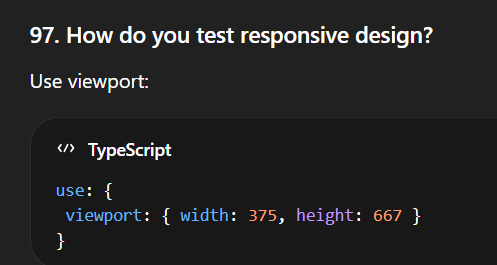 97. How do you test responsive design?
Use viewport:
</> TypeScript
use: {
 viewport: { width: 375, height: 667 }
}